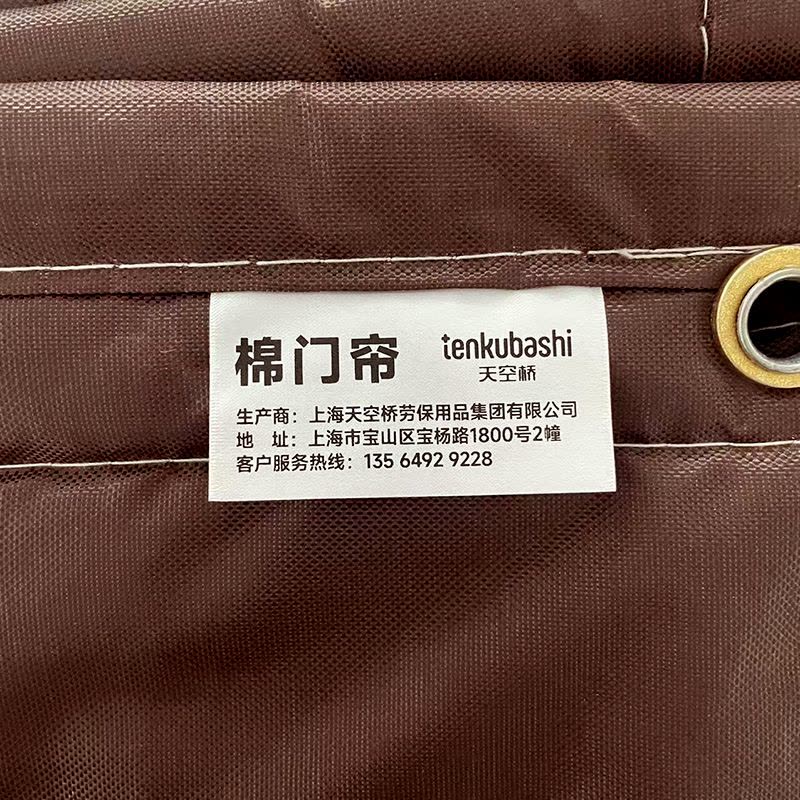 棉门帘
tenkubashi
天空桥
生产商：上海天空桥劳保用品集团有限公司
地 址：上海市宝山区宝杨路1800号2幢
客户服务热线：135 6492 9228